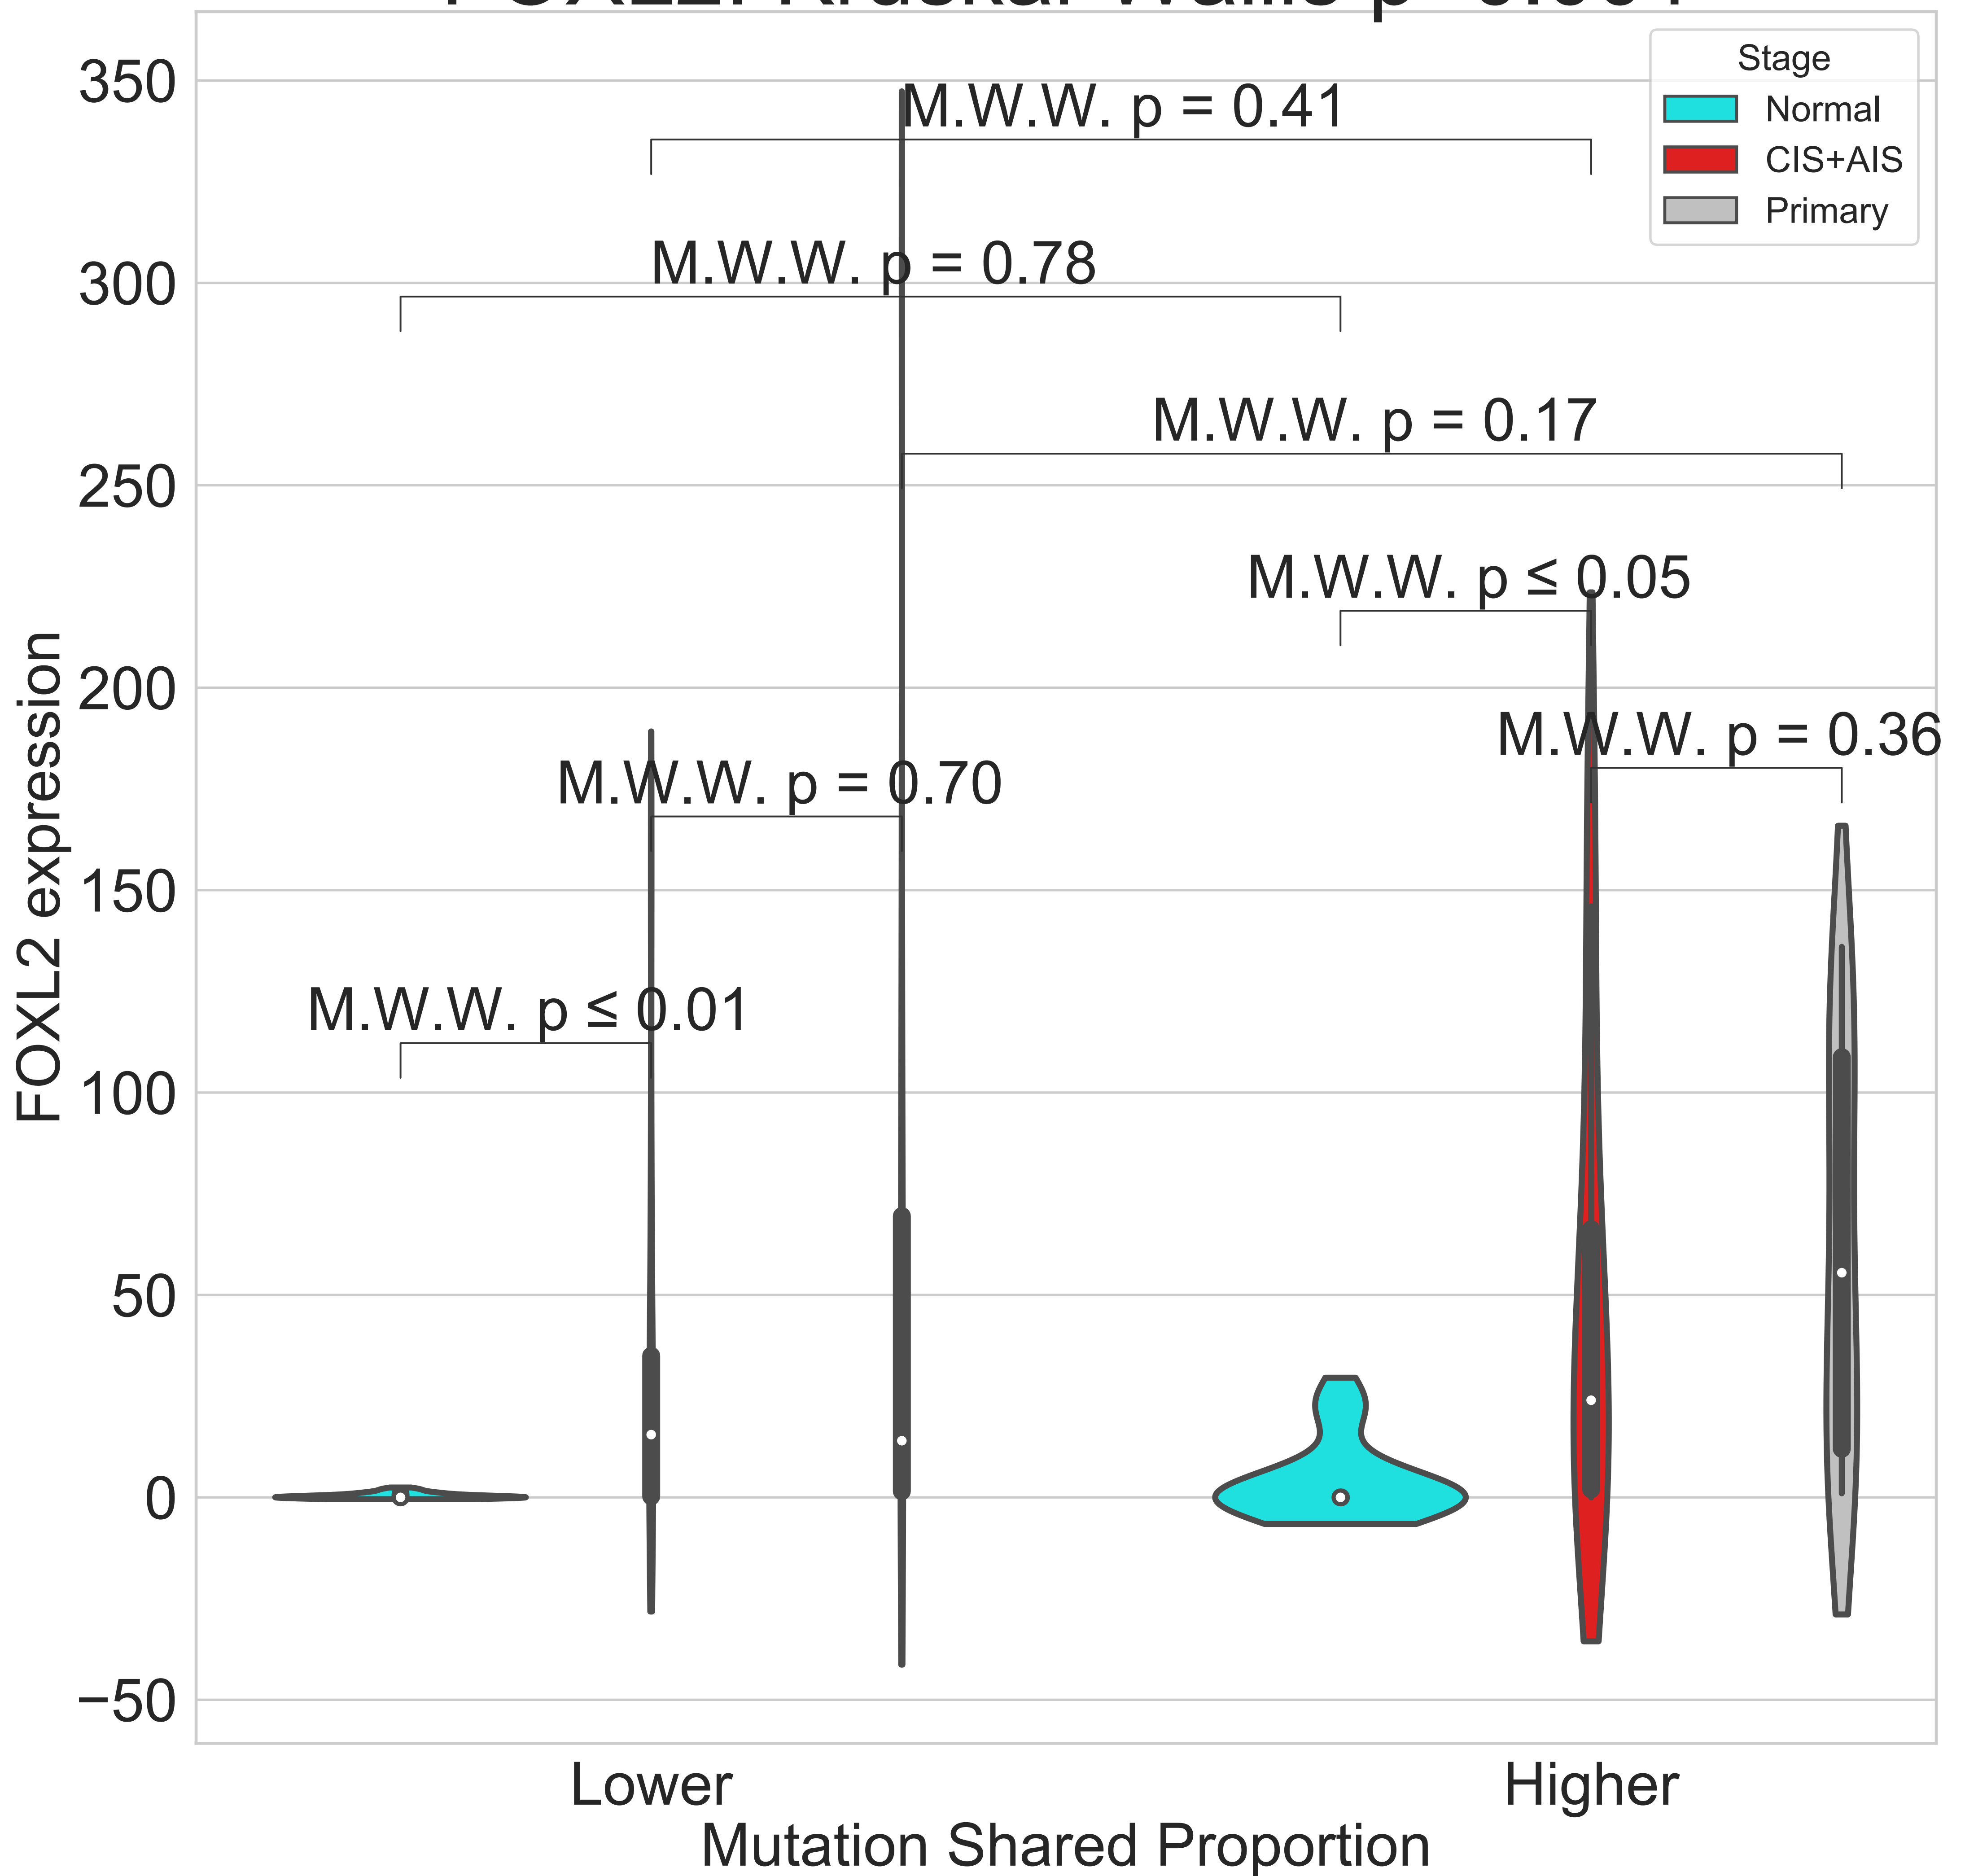 Stage
Normal
CIS+AIS
Primary
350
300
250
200
150
100
50
0
−50
FOXL2 expression
M.W.W. p = 0.41
M.W.W. p = 0.78
M.W.W. p = 0.17
M.W.W. p ≤ 0.05
M.W.W. p = 0.36
M.W.W. p = 0.70
M.W.W. p ≤ 0.01
Lower
Higher
Mutation Shared Proportion